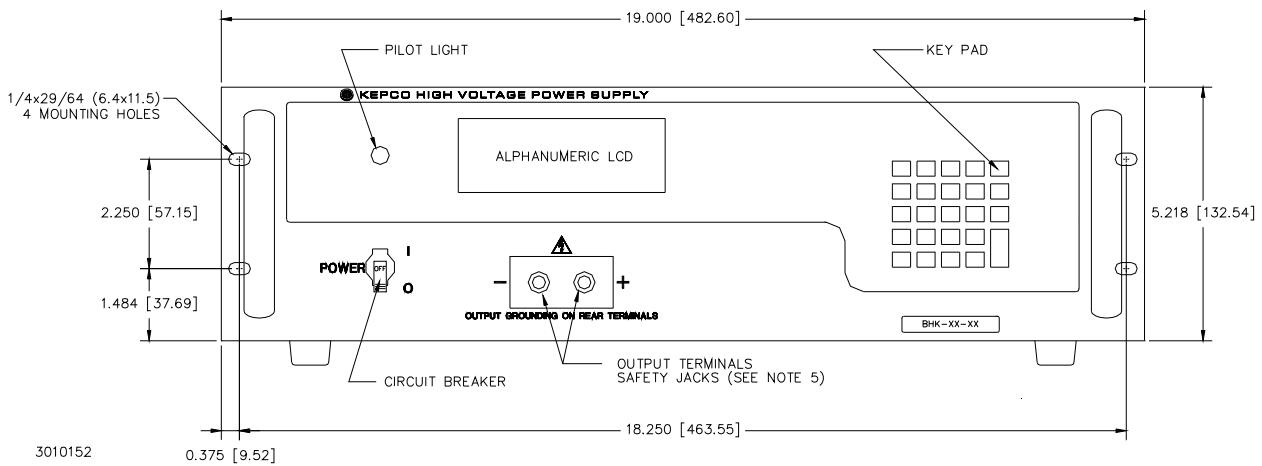 19.000 [482.60]
PILOT LIGHT
KEY PAD
1/4x29/64 (6.4x11.5)
4 MOUNTING HOLES
KEPCO HIGH VOLTAGE POWER SUPPLY
ALPHANUMERIC LCD
2.250 [57.15]
5.218 [132.54]
I
POWER
OFF
O
- +
1.484 [37.69]
OUTPUT GROUNDING ON REAR TERMINALS
BHK-XX-XX
OUTPUT TERMINALS
SAFETY JACKS (SEE NOTE 5)
CIRCUIT BREAKER
18.250 [463.55]
3010152
0.375 [9.52]